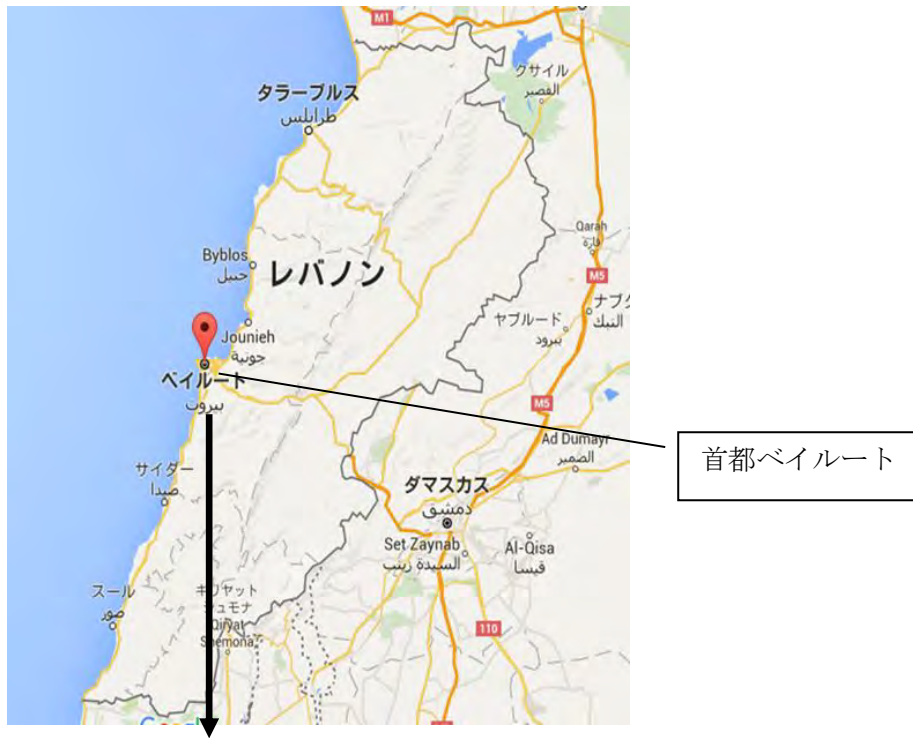 M1
クサイル
القصير
タラーブルス
طرابلس
Qarah
قارة
Byblos
جبيل
レバノン
M5
ナブク
النبك
ヤブルード
يبرود
Jounieh
جونية
ベイルート
بيروت
M5
首都ベイルート
Ad Dumayr
الضمير
サイダー
صيدا
ダマスカス
دمشق
Set Zaynab
السيدة زينب
Al-Qisa
قيسا
スール
صور
キリヤット
シュモナ
Qiryat
Shemona
110